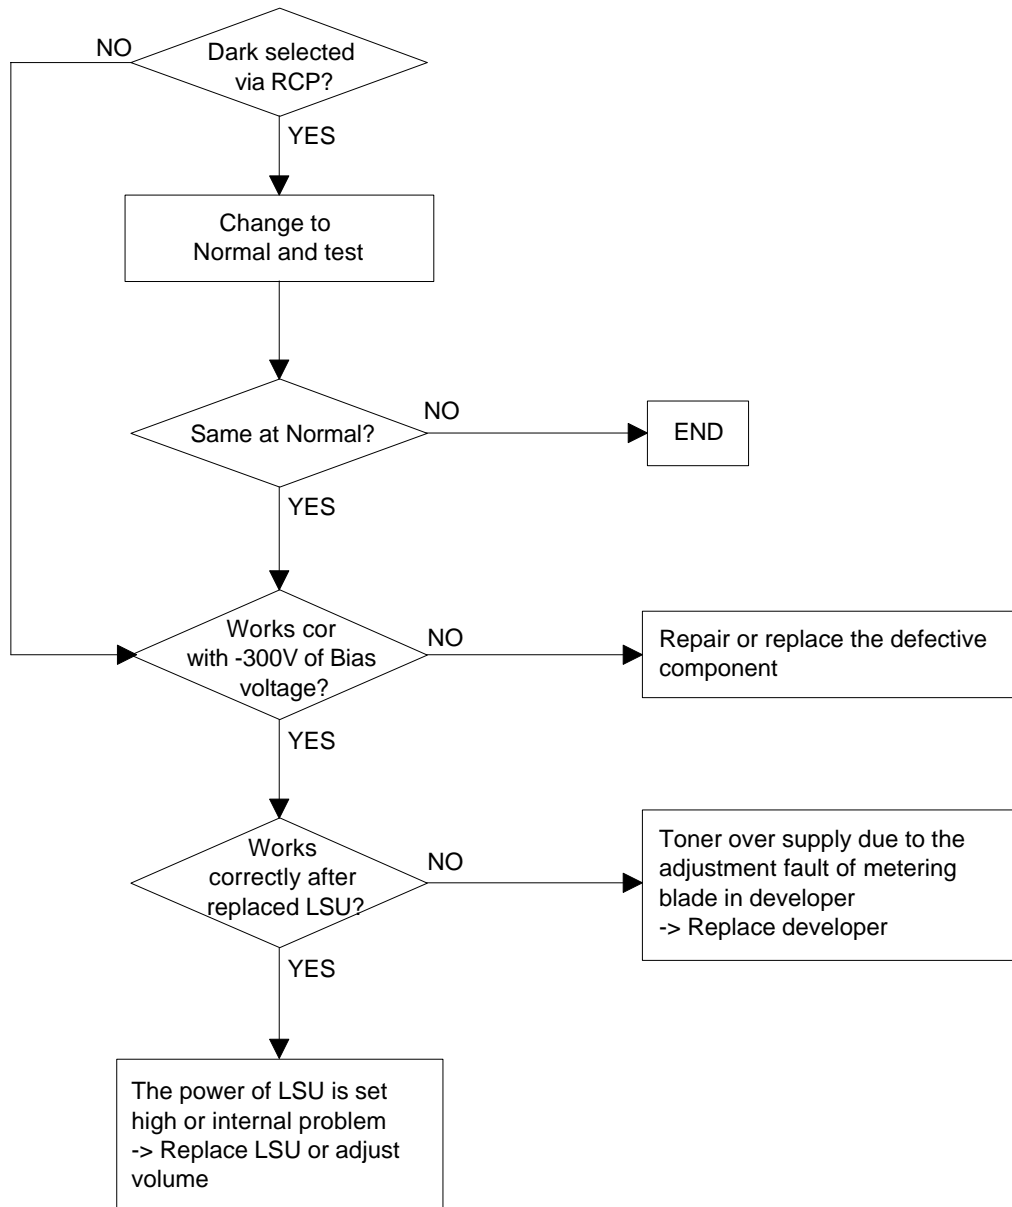 NO
Dark selected
via RCP?
YES
Change to
Normal and test
Same at Normal?
NO
END
YES
Works cor
with -300V of Bias
voltage?
NO
Repair or replace the defective
component
YES
Works
correctly after
replaced LSU?
NO
Toner over supply due to the
adjustment fault of metering
blade in developer
-> Replace developer
YES
The power of LSU is set
high or internal problem
-> Replace LSU or adjust
volume